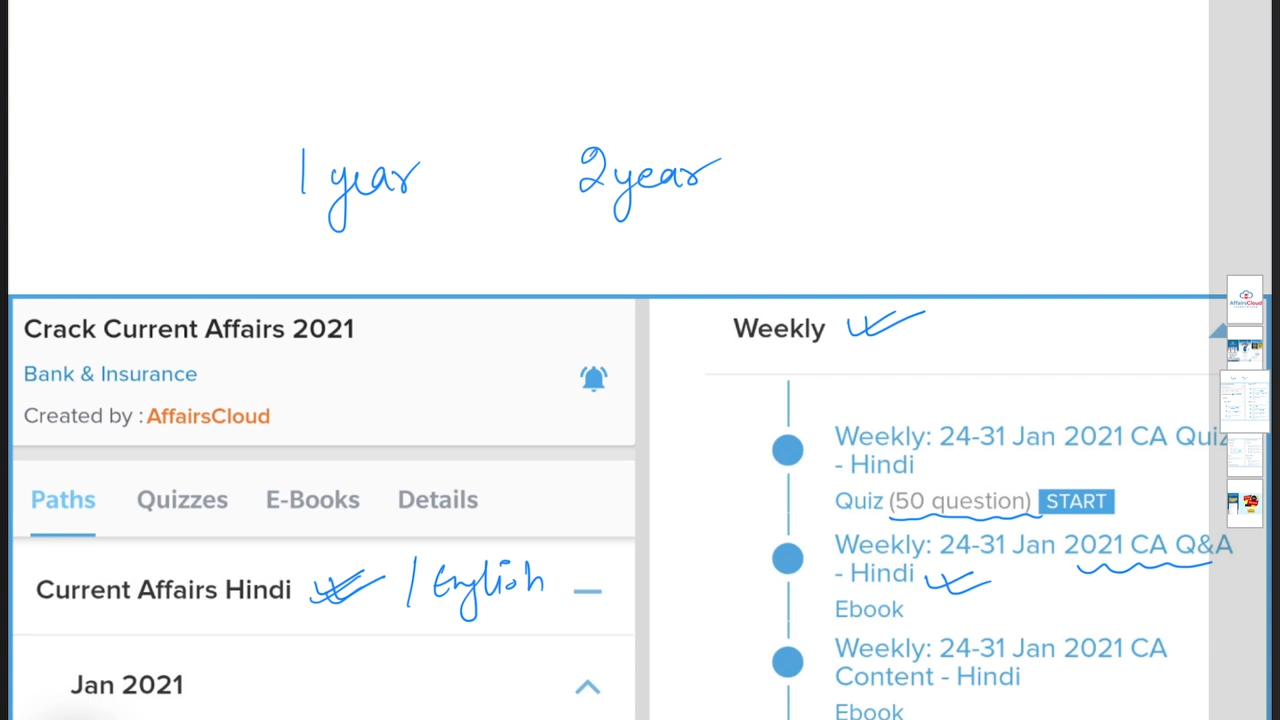 1 year 2 year
Crack Current Affairs 2021
Bank & Insurance
Created by : AffairsCloud
Paths Quizzes E-Books Details
Current Affairs Hindi / English
Jan 2021
Weekly
Weekly: 24-31 Jan 2021 CA Quiz
- Hindi
Quiz (50 question) START
Weekly: 24-31 Jan 2021 CA Q&A
- Hindi
Ebook
Weekly: 24-31 Jan 2021 CA
Content - Hindi
Ebook
AffairsCloud